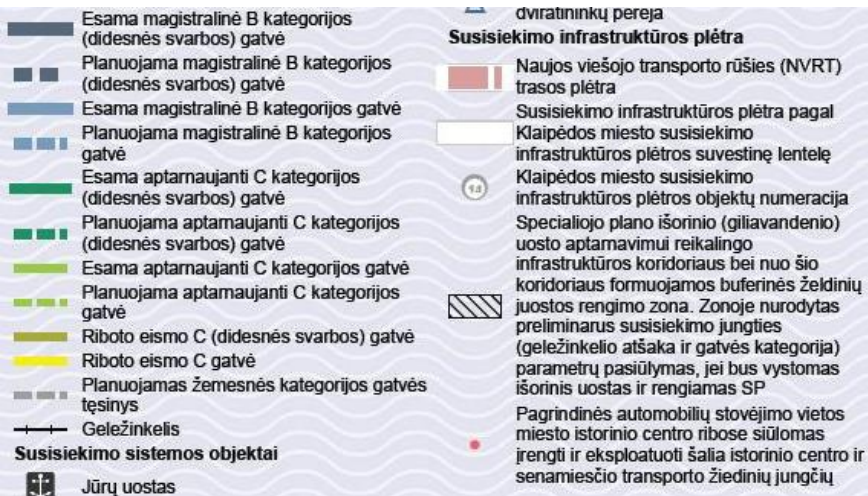 Esama magistralinė B kategorijos
(didesnės svarbos) gatvė
Planuojama magistralinė B kategorijos
(didesnės svarbos) gatvė
Esama magistralinė B kategorijos gatvė
Planuojama magistralinė B kategorijos
gatvė
Esama aptarnaujanti C kategorijos
(didesnės svarbos) gatvė
Planuojama aptarnaujanti C kategorijos
(didesnės svarbos) gatvė
Esama aptarnaujanti C kategorijos gatvė
Planuojama aptarnaujanti C kategorijos
gatvė
Riboto eismo C (didesnės svarbos) gatvė
Riboto eismo C gatvė
Planuojamas žemesnės kategorijos gatvės
tęsinys
Geležinkelis
Susisiekimo sistemos objektai
Jūrų uostas
dviratininkų perėja
Susisiekimo infrastruktūros plėtra
Naujos viešojo transporto rūšies (NVRT)
trasos plėtra
Susisiekimo infrastruktūros plėtra pagal
Klaipėdos miesto susisiekimo
infrastruktūros plėtros suvestinę lentelę
Klaipėdos miesto susisiekimo
infrastruktūros plėtros objektų numeracija
Specialiojo plano išorinio (giliavandenio)
uosto aptarnavimui reikalingo
infrastruktūros koridoriaus bei nuo šio
koridoriaus formuojamos buferinės želdinių
juostos rengimo zona. Zonoje nurodytas
preliminarus susisiekimo jungties
(geležinkelio atšaka ir gatvės kategorija)
parametrų pasiūlymas, jei bus vystomas
išorinis uostas ir rengiamas SP
Pagrindinės automobilių stovėjimo vietos
miesto istorinio centro ribose siūlomas
įrengti ir eksploatuoti šalia istorinio centro ir
senamiesčio transporto žiedinių jungčių